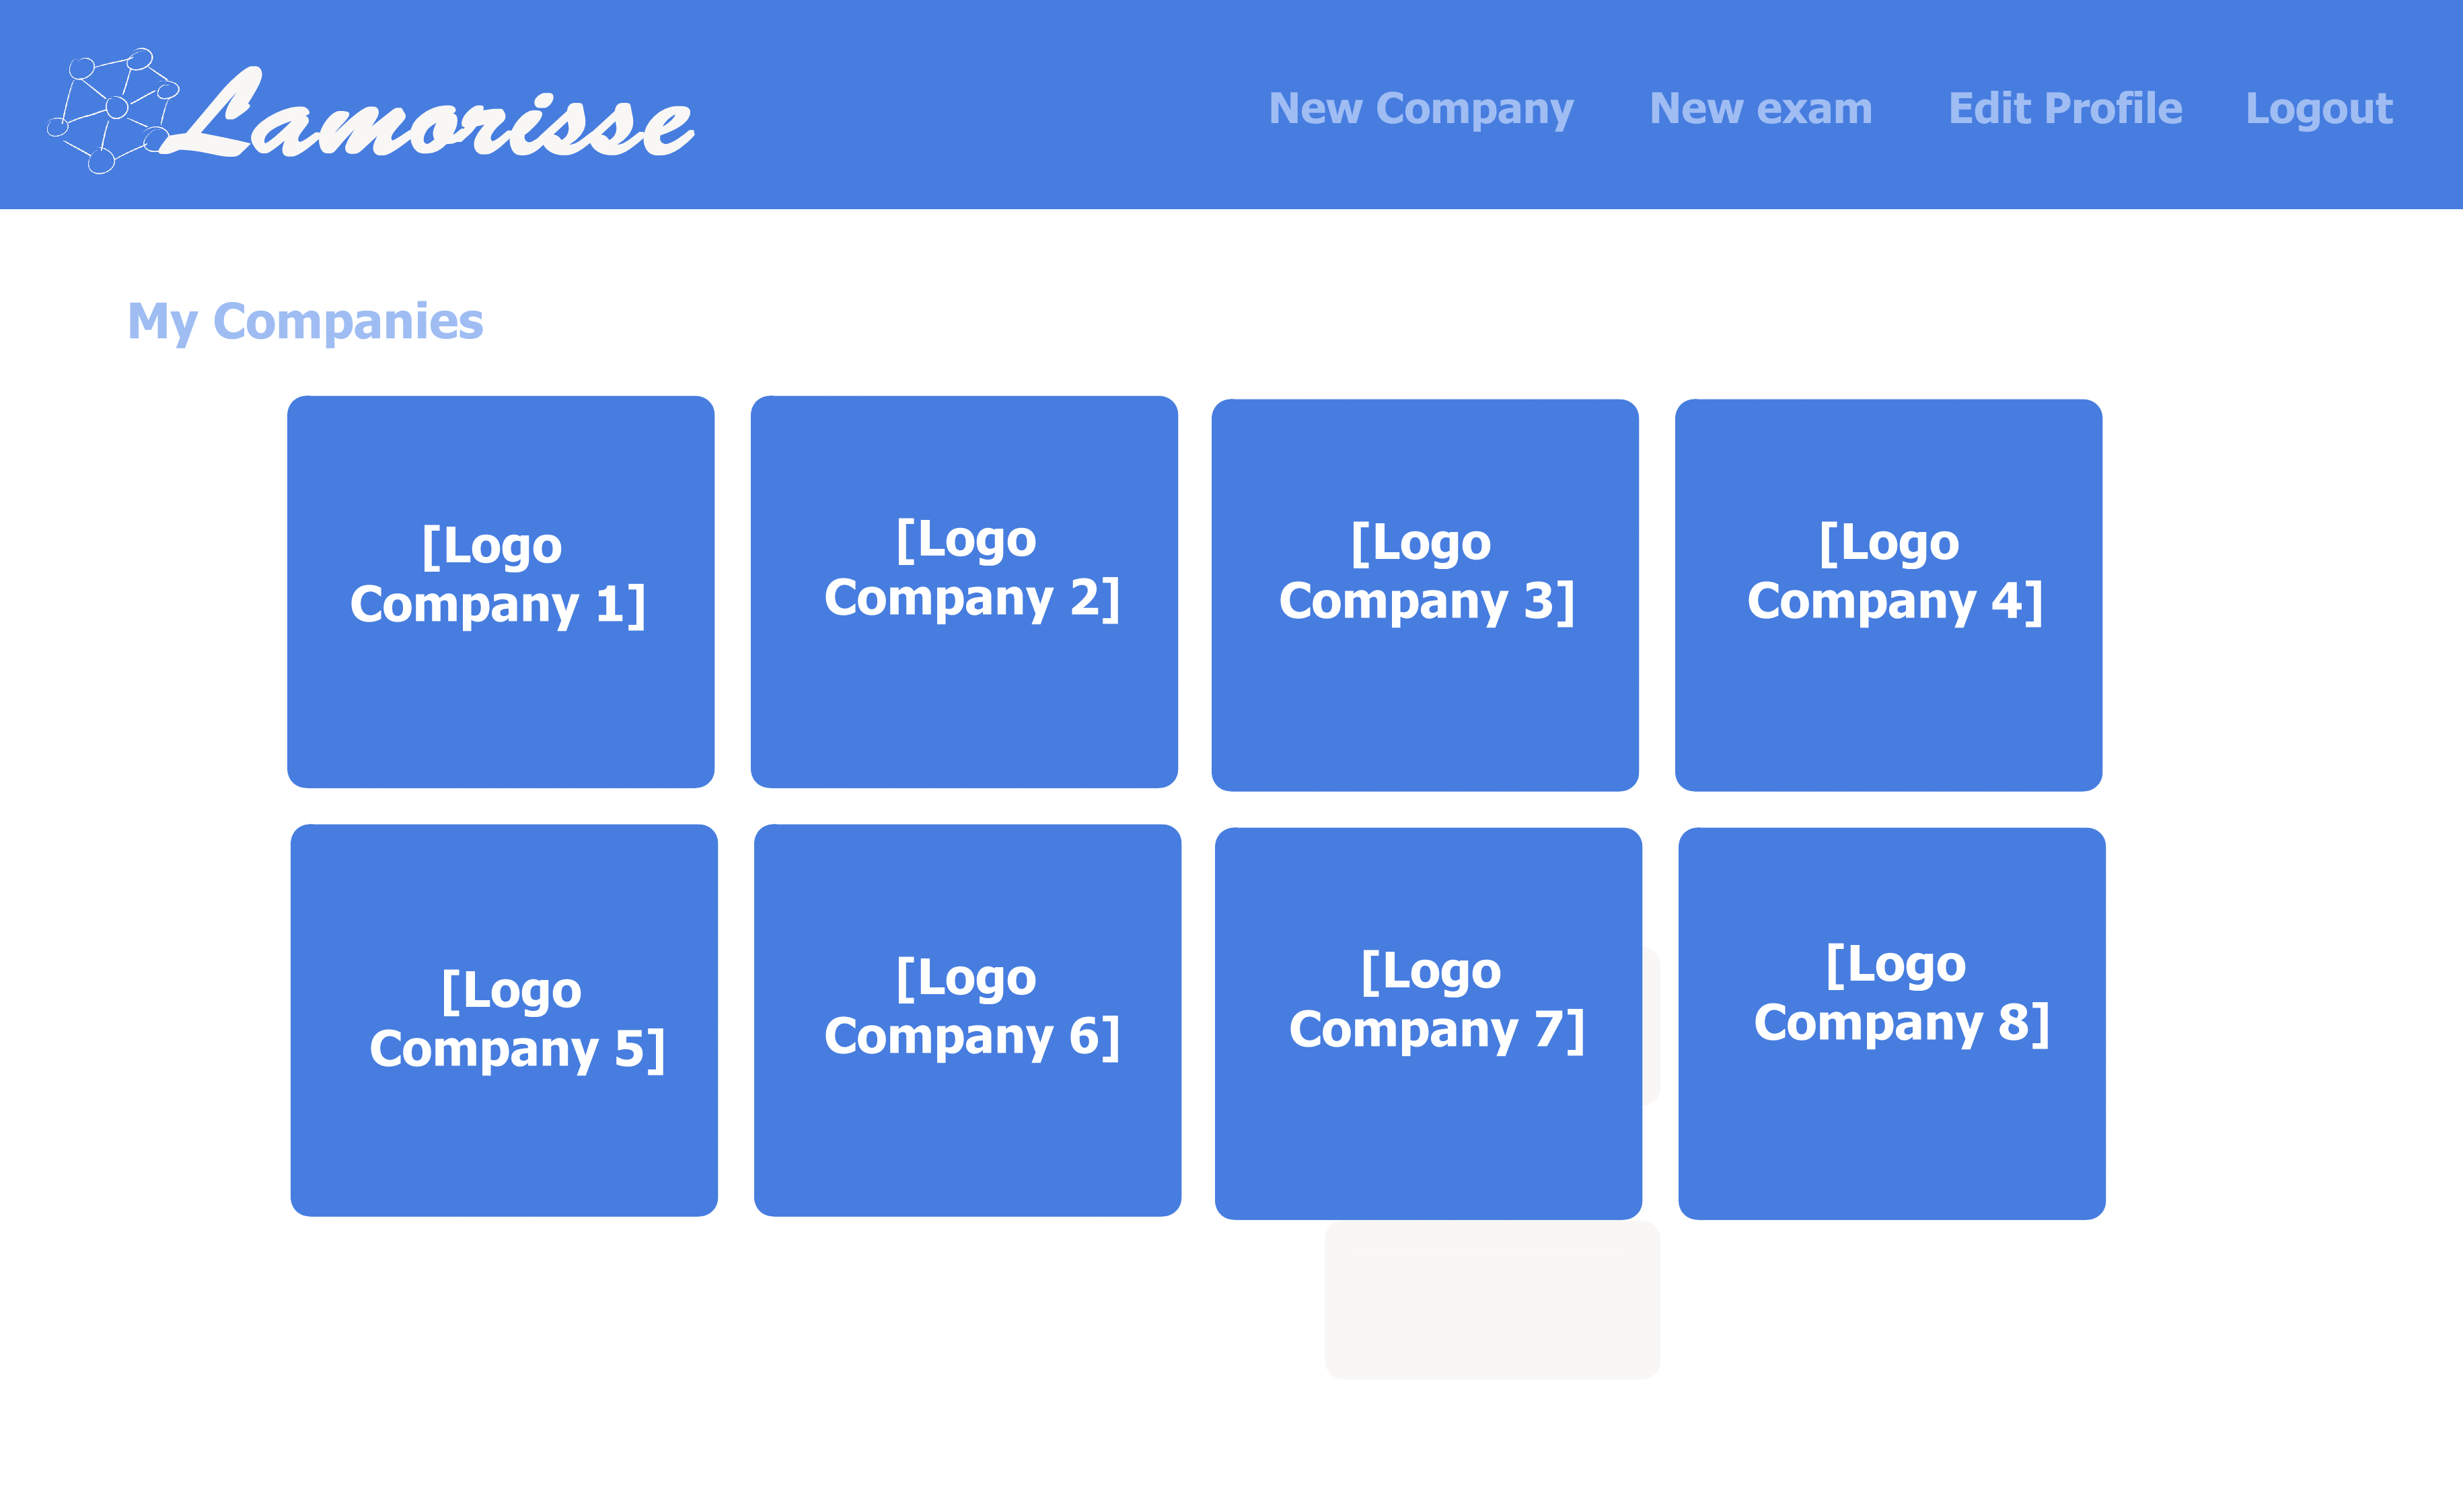 New Company New exam Edit Profile Logout
My Companies
[Logo
Company 1]
[Logo
Company 2]
[Logo
Company 3]
[Logo
Company 4]
[Logo
Company 5]
[Logo
Company 6]
[Logo
Company 7]
[Logo
Company 8]